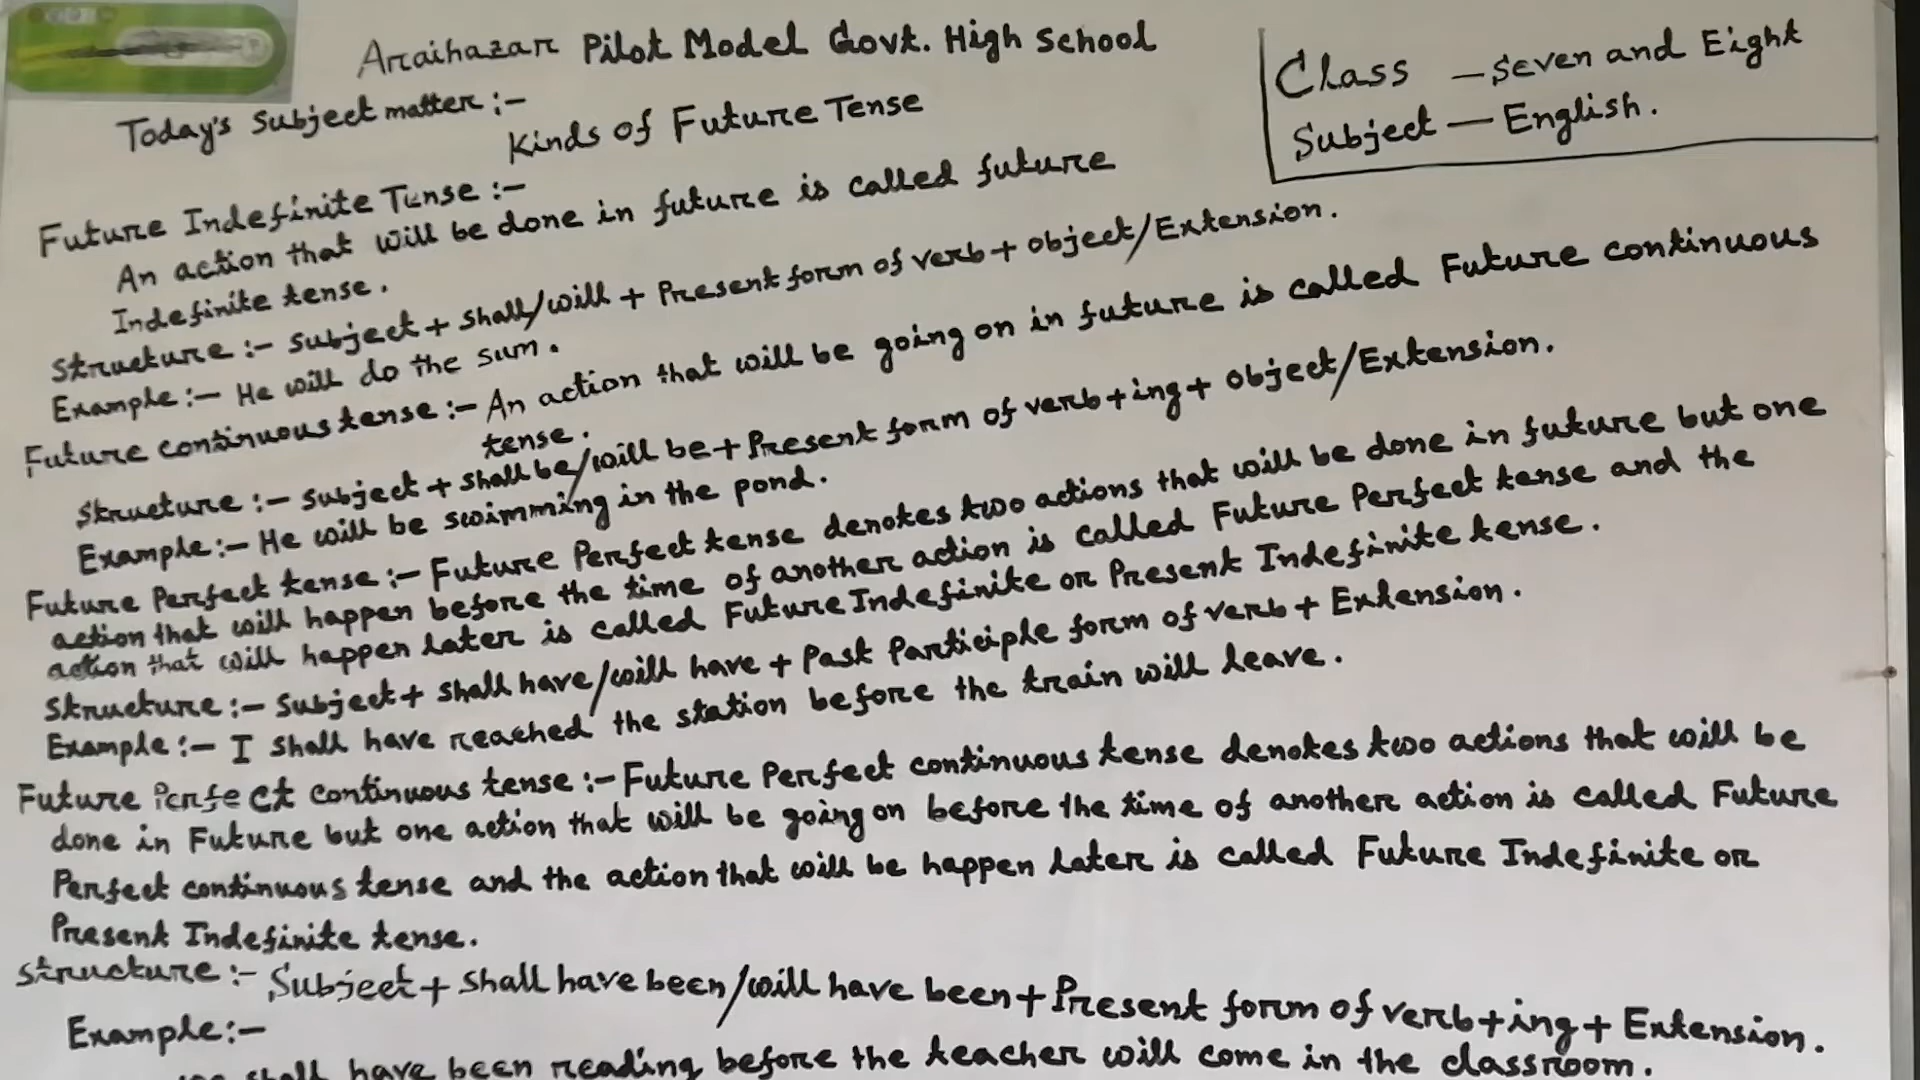 Araihazar Pilot Model Govt. High School
Class - Seven and Eight
Subject - English.
Today's Subject matter :-
Kinds of Future Tense
Future Indefinite Tense :-
An action that will be done in future is called future
Indefinite tense.
Structure :- Subject + shall/will + Present form of verb + object/Extension.
Example :- He will do the sum.
Future continuous tense :- An action that will be going on in future is called Future continuous
tense.
Structure :- Subject + shall be/will be + Present form of verb + ing + object/Extension.
Example :- He will be swimming in the pond.
Future Perfect tense :- Future Perfect tense denotes two actions that will be done in future but one
action that will happen before the time of another action is called Future Perfect tense and the
action that will happen later is called Future Indefinite or Present Indefinite tense.
Structure :- Subject + shall have/will have + Past Participle form of verb + Extension.
Example :- I shall have reached the station before the train will leave.
Future Perfect continuous tense :- Future Perfect continuous tense denotes two actions that will be
done in Future but one action that will be going on before the time of another action is called Future
Perfect continuous tense and the action that will be happen later is called Future Indefinite or
Present Indefinite tense.
Structure :- Subject + shall have been/will have been + Present form of verb + ing + Extension.
Example :-
shall have been reading before the teacher will come in the classroom.